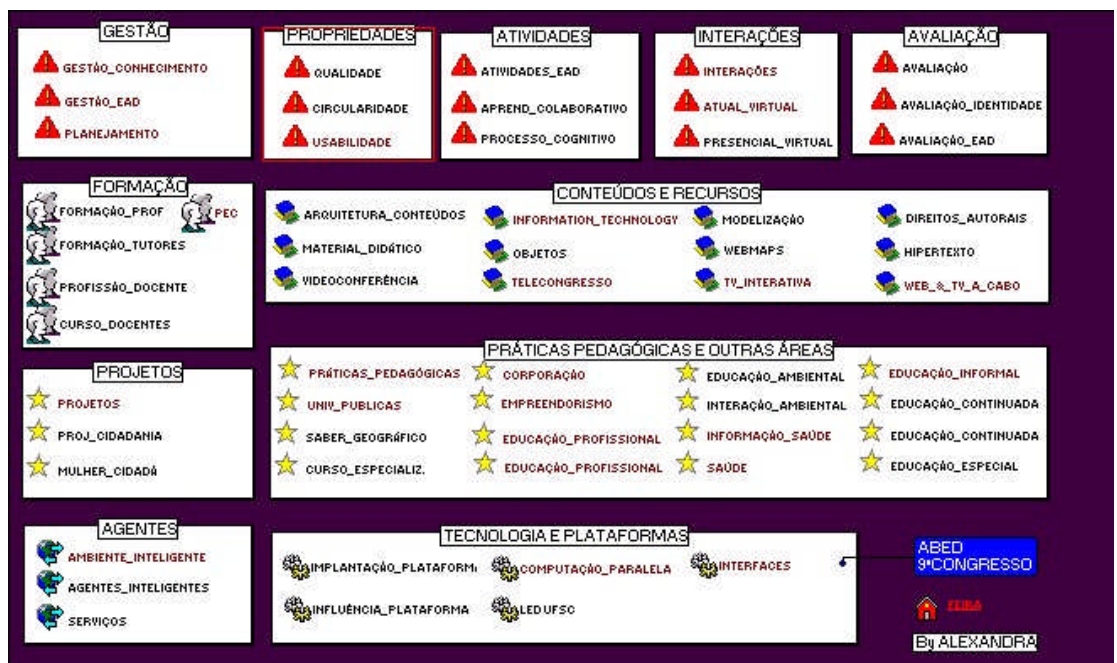 GESTÃO
GESTÃO_CONHECIMENTO
GESTÃO_EAD
PLANEJAMENTO
PROPRIEDADES
QUALIDADE
CIRCULARIDADE
USABILIDADE
ATIVIDADES
ATIVIDADES_EAD
APREND_COLABORATIVO
PROCESSO_COGNITIVO
INTERAÇÕES
INTERAÇÕES
ATUAL_VIRTUAL
PRESENCIAL_VIRTUAL
AVALIAÇÃO
AVALIAÇÃO
AVALIAÇÃO_IDENTIDADE
AVALIAÇÃO_EAD
FORMAÇÃO
FORMAÇÃO_PROF PEC
FORMAÇÃO_TUTORES
PROFISSÃO_DOCENTE
CURSO_DOCENTES
CONTEÚDOS E RECURSOS
ARQUITETURA_CONTEÚDOS INFORMATION_TECHNOLOGY MODELIZAÇÃO DIREITOS_AUTORAIS
MATERIAL_DIDÁTICO OBJETOS WEBMAPS HIPERTEXTO
VIDEOCONFERÊNCIA TELECONGRESSO TV_INTERATIVA WEB_&_TV_A_CABO
PROJETOS
PROJETOS
PROJ_CIDADANIA
MULHER_CIDADÃ
PRÁTICAS PEDAGÓGICAS E OUTRAS ÁREAS
PRÁTICAS_PEDAGÓGICAS CORPORAÇÃO EDUCAÇÃO_AMBIENTAL EDUCAÇÃO_INFORMAL
UNIV_PUBLICAS EMPREENDORISMO INTERAÇÃO_AMBIENTAL EDUCAÇÃO_CONTINUADA
SABER_GEOGRÁFICO EDUCAÇÃO_PROFISSIONAL INFORMAÇÃO_SAÚDE EDUCAÇÃO_CONTINUADA
CURSO_ESPECIALIZ. EDUCAÇÃO_PROFISSIONAL SAÚDE EDUCAÇÃO_ESPECIAL
AGENTES
AMBIENTE_INTELIGENTE
AGENTES_INTELIGENTES
SERVIÇOS
TECNOLOGIA E PLATAFORMAS
IMPLANTAÇÃO_PLATAFORM COMPUTAÇÃO_PARALELA INTERFACES
INFLUÊNCIA_PLATAFORMA LED UFSC
ABED
9ºCONGRESSO
By ALEXANDRA